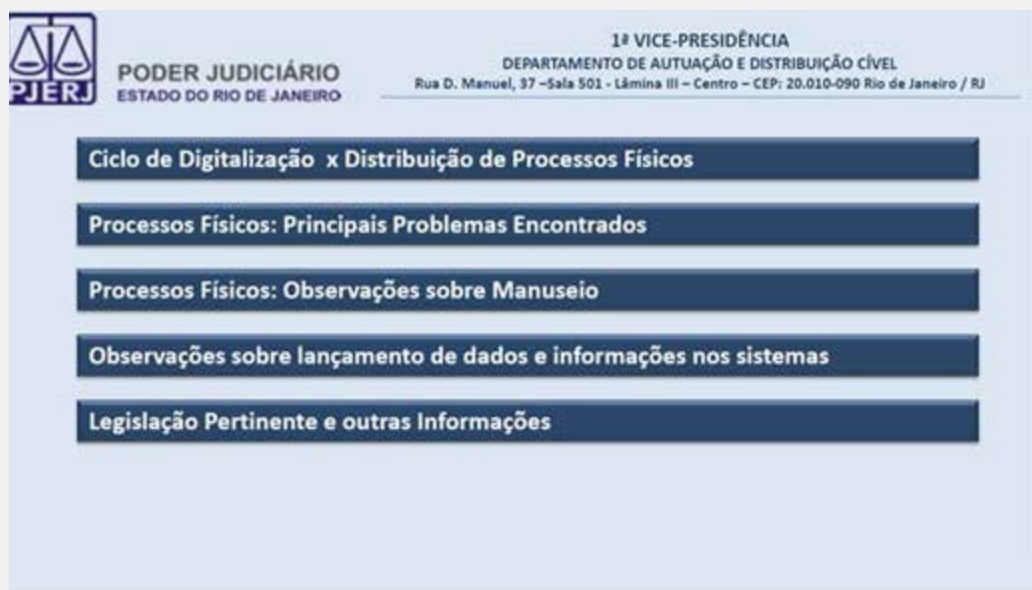 PJERJ
PODER JUDICIÁRIO
ESTADO DO RIO DE JANEIRO
1ª VICE-PRESIDÊNCIA
DEPARTAMENTO DE AUTUAÇÃO E DISTRIBUIÇÃO CÍVEL
Rua D. Manuel, 37 –Sala 501 - Lâmina III – Centro – CEP: 20.010-090 Rio de Janeiro / RJ
Ciclo de Digitalização x Distribuição de Processos Físicos
Processos Físicos: Principais Problemas Encontrados
Processos Físicos: Observações sobre Manuseio
Observações sobre lançamento de dados e informações nos sistemas
Legislação Pertinente e outras Informações